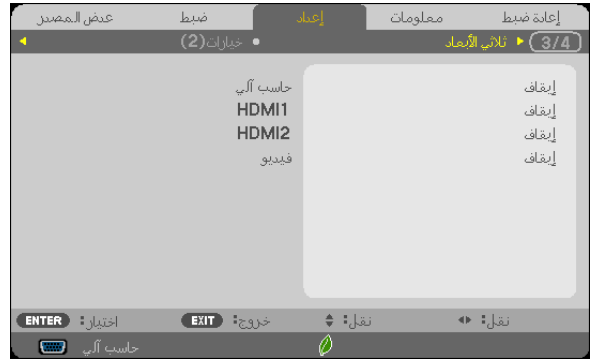 عرض المصدر ضبط إعداد معلومات إعادة ضبط
خيارات(2) ثلاثي الأبعاد 3/4
حاسب آلي إيقاف
HDMI1 إيقاف
HDMI2 إيقاف
فيديو إيقاف
ENTER اختيار: EXIT خروج: نقل: نقل:
حاسب آلي